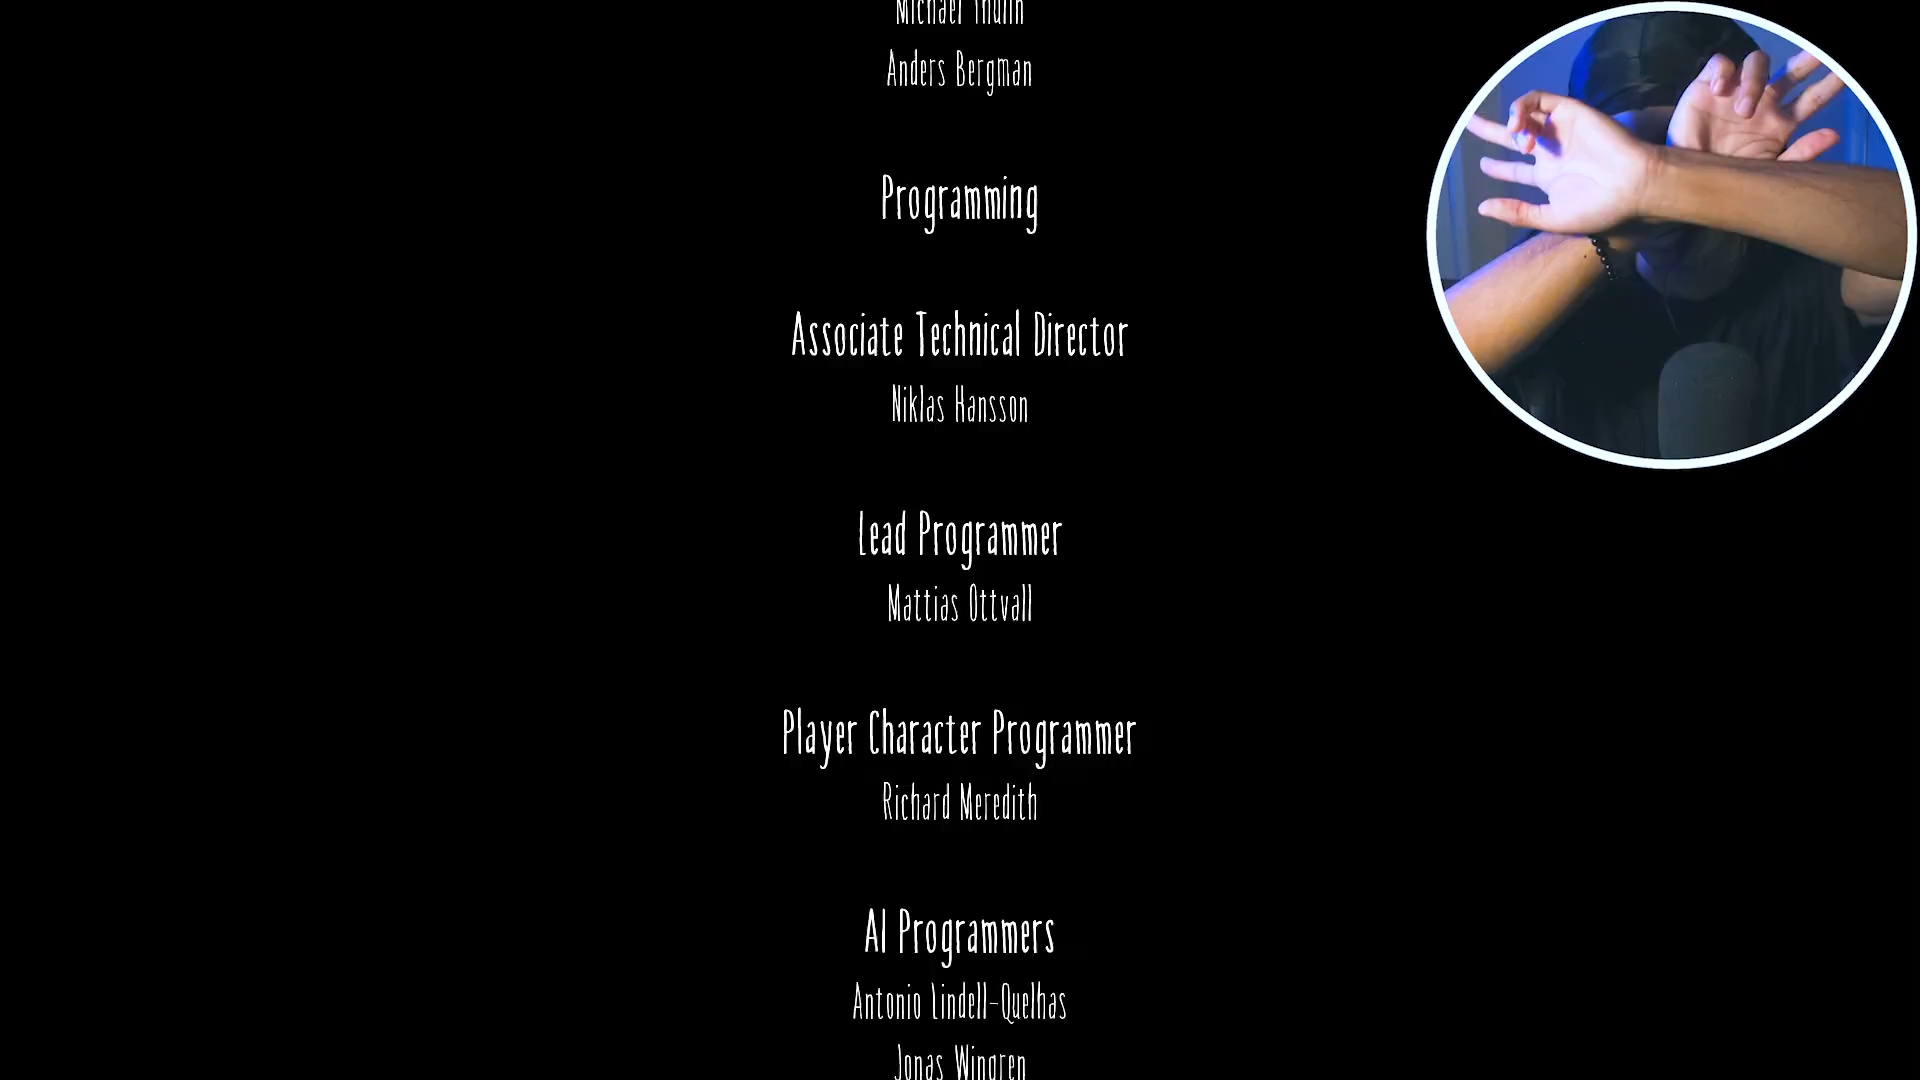 Michael
Anders Bergman
Programming
Associate Technical Director
Niklas Hansson
Lead Programmer
Mattias Ottvall
Player Character Programmer
Richard Meredith
AI Programmers
Antonio Lindell-Quelhas
Jonas Wingren